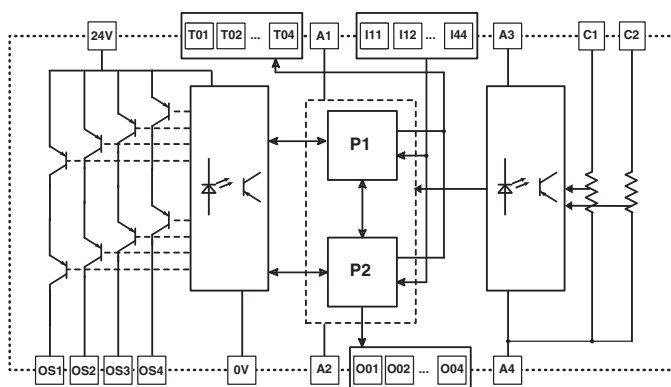 24V T01 T02 ... T04 A1 I11 I12 ... I44 A3 C1 C2
P1
P2
OS1 OS2 OS3 OS4 0V A2 O01 O02 ... O04 A4